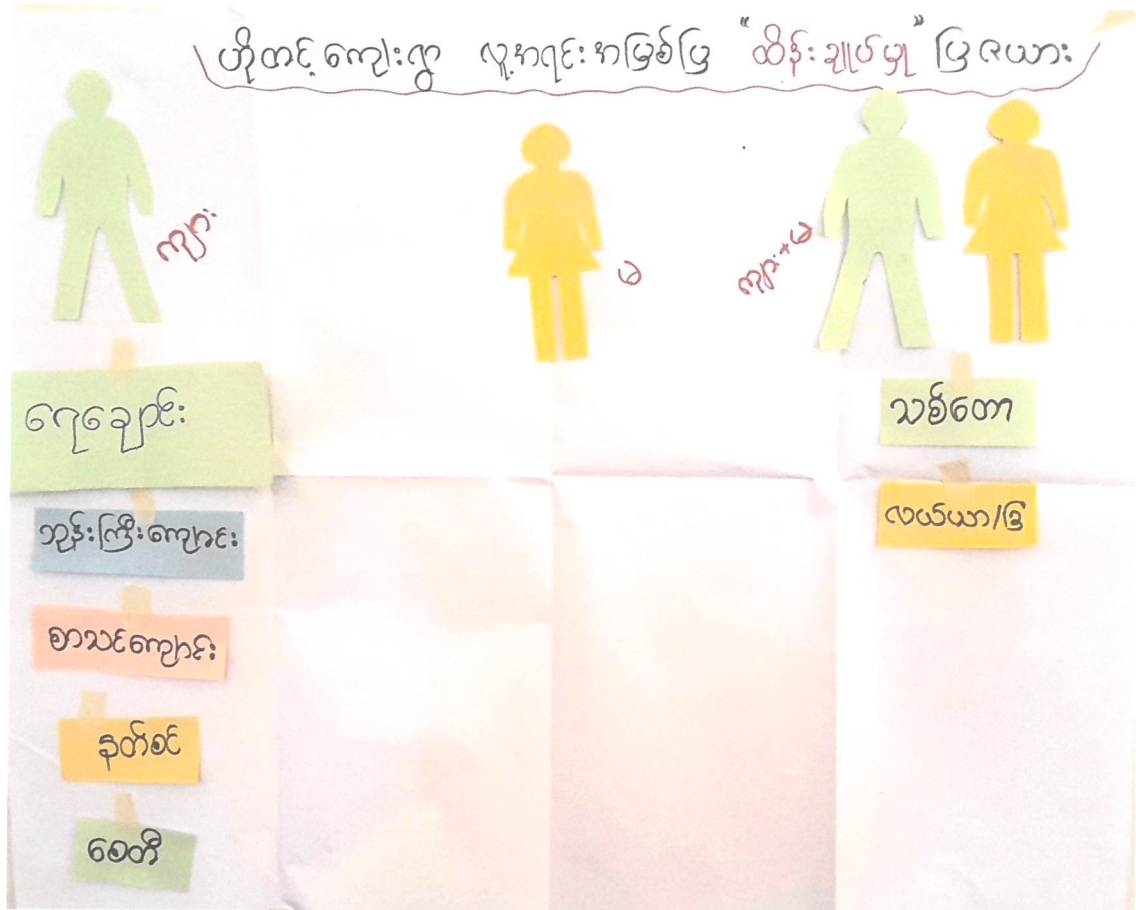 ဟိုတင့်ကျေးရွာ လူ့အရင်းအမြစ်ပြ "ထိန်းချုပ်မှု" ပြဇယား
ကျား
မ
ကျား+မ
ရေချောင်း
ဘုန်းကြီးကျောင်း
စာသင်ကျောင်း
နတ်စင်
စေတီ
သစ်တော
လယ်ယာ/ခြံ